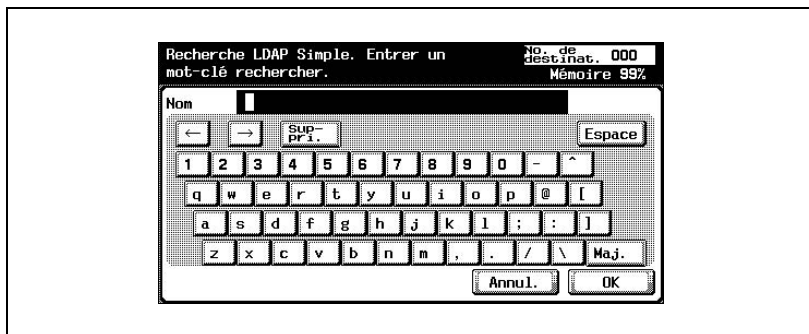 Recherche LDAP Simple. Entrer un
mot-clé rechercher.
No. de
destinat. 000
Mémoire 99%
Nom
← → Sup-
pri.
Espace
1 2 3 4 5 6 7 8 9 0 - ^
q w e r t y u i o p @ [
a s d f g h j k l ; : ]
z x c v b n m , . / \ Maj.
Annul. OK